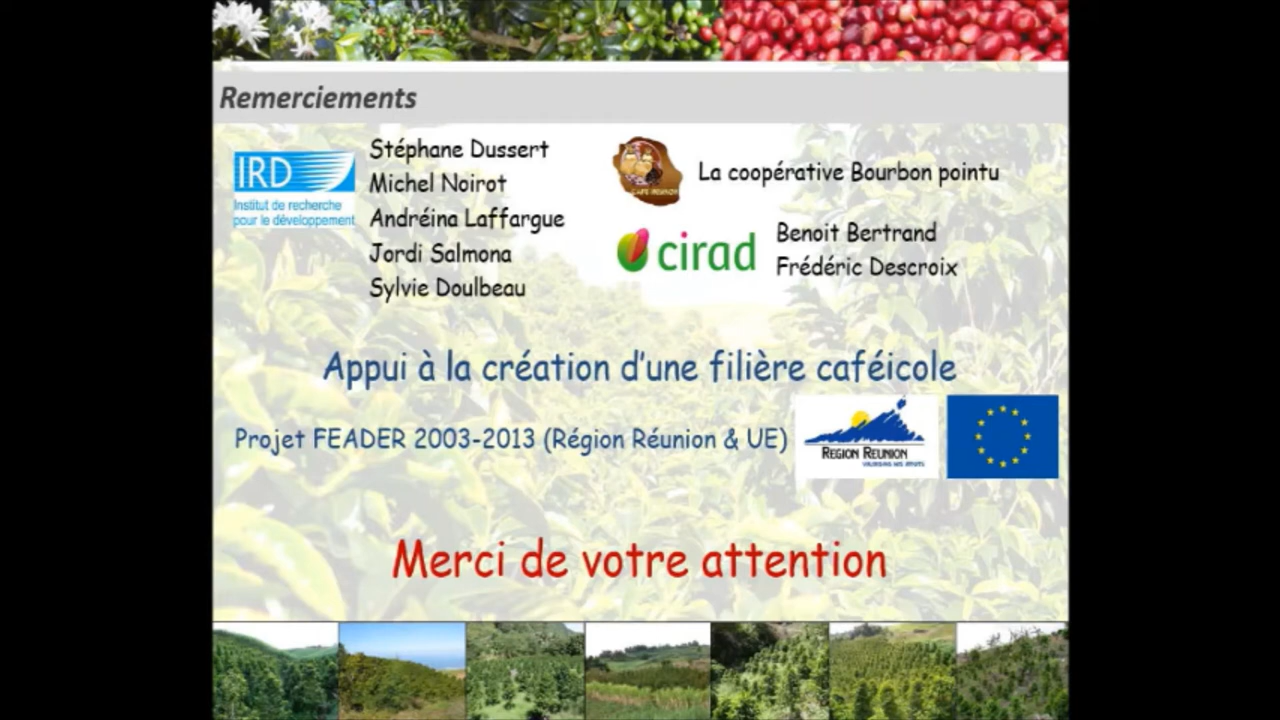 Remerciements
IRD
Institut de recherche
pour le développement
Stéphane Dussert
Michel Noirot
Andréina Laffargue
Jordi Salmona
Sylvie Doulbeau
La coopérative Bourbon pointu
cirad
Benoit Bertrand
Frédéric Descroix
Appui à la création d'une filière caféicole
Projet FEADER 2003-2013 (Région Réunion & UE)
REGION REUNION
Merci de votre attention